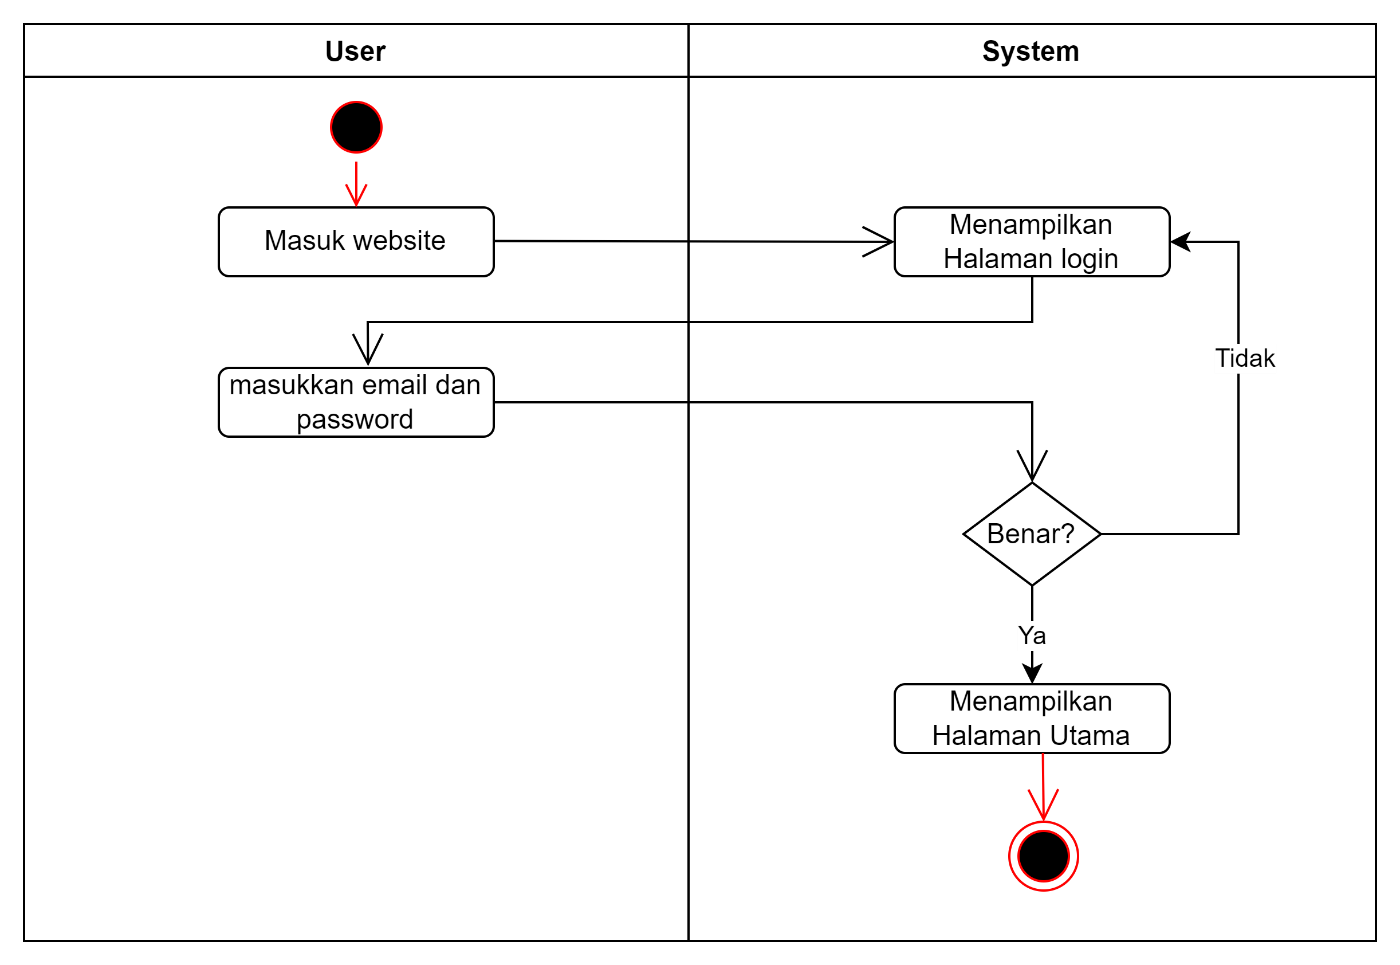 User
System
Masuk website
Menampilkan
Halaman login
masukkan email dan
password
Tidak
Benar?
Ya
Menampilkan
Halaman Utama